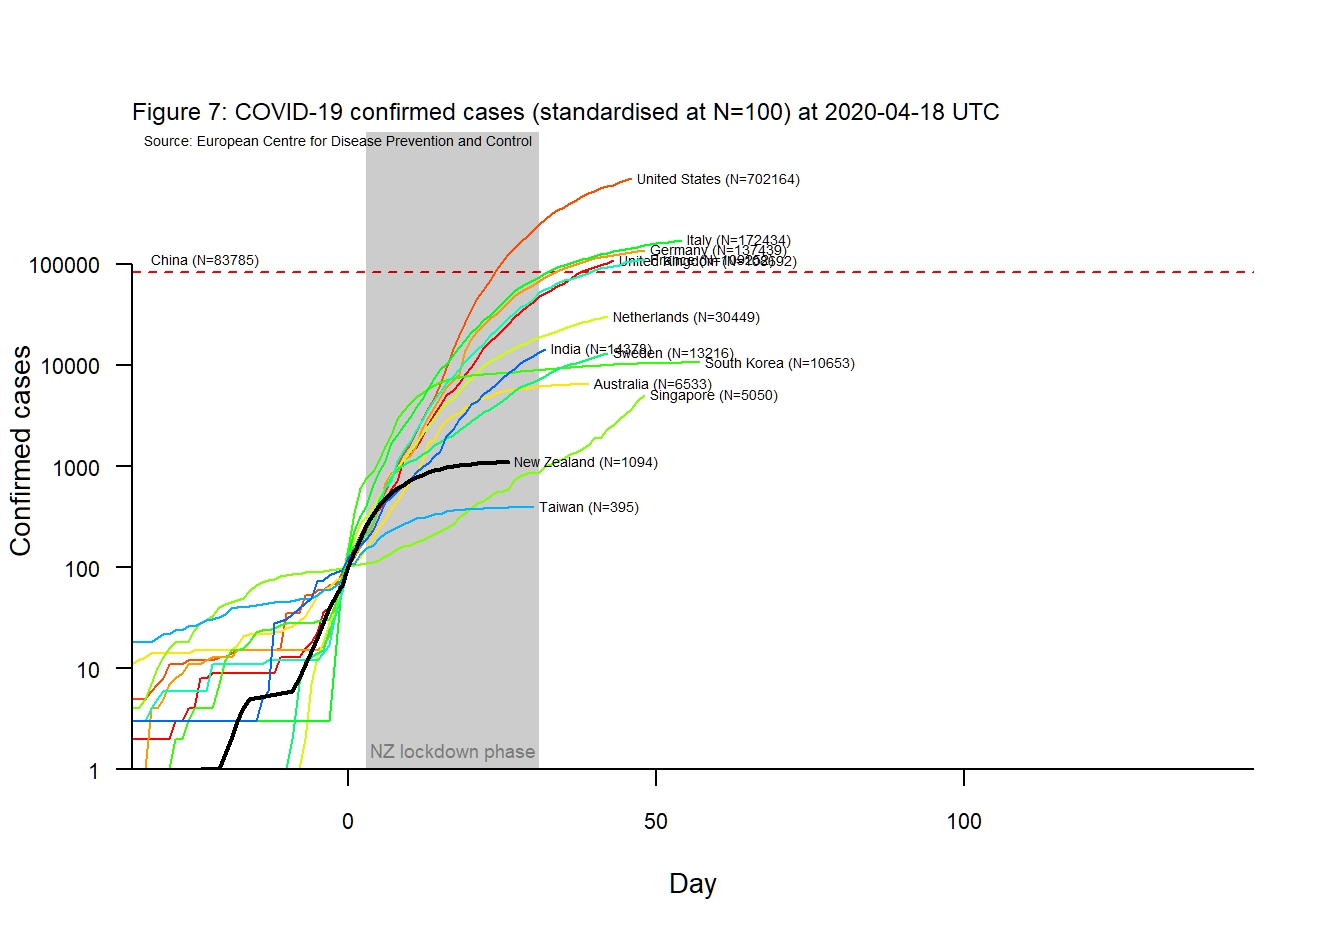 Figure 7: COVID-19 confirmed cases (standardised at N=100) at 2020-04-18 UTC
Source: European Centre for Disease Prevention and Control
United States (N=702164)
Italy (N=172434)
Germany (N=137439)
United Kingdom (N=108692)
China (N=83785)
100000
Netherlands (N=30449)
India (N=14378)
Sweden (N=13216)
South Korea (N=10653)
10000
Australia (N=6533)
Singapore (N=5050)
New Zealand (N=1094)
1000
Taiwan (N=395)
100
10
NZ lockdown phase
1
0
50
100
Confirmed cases
Day